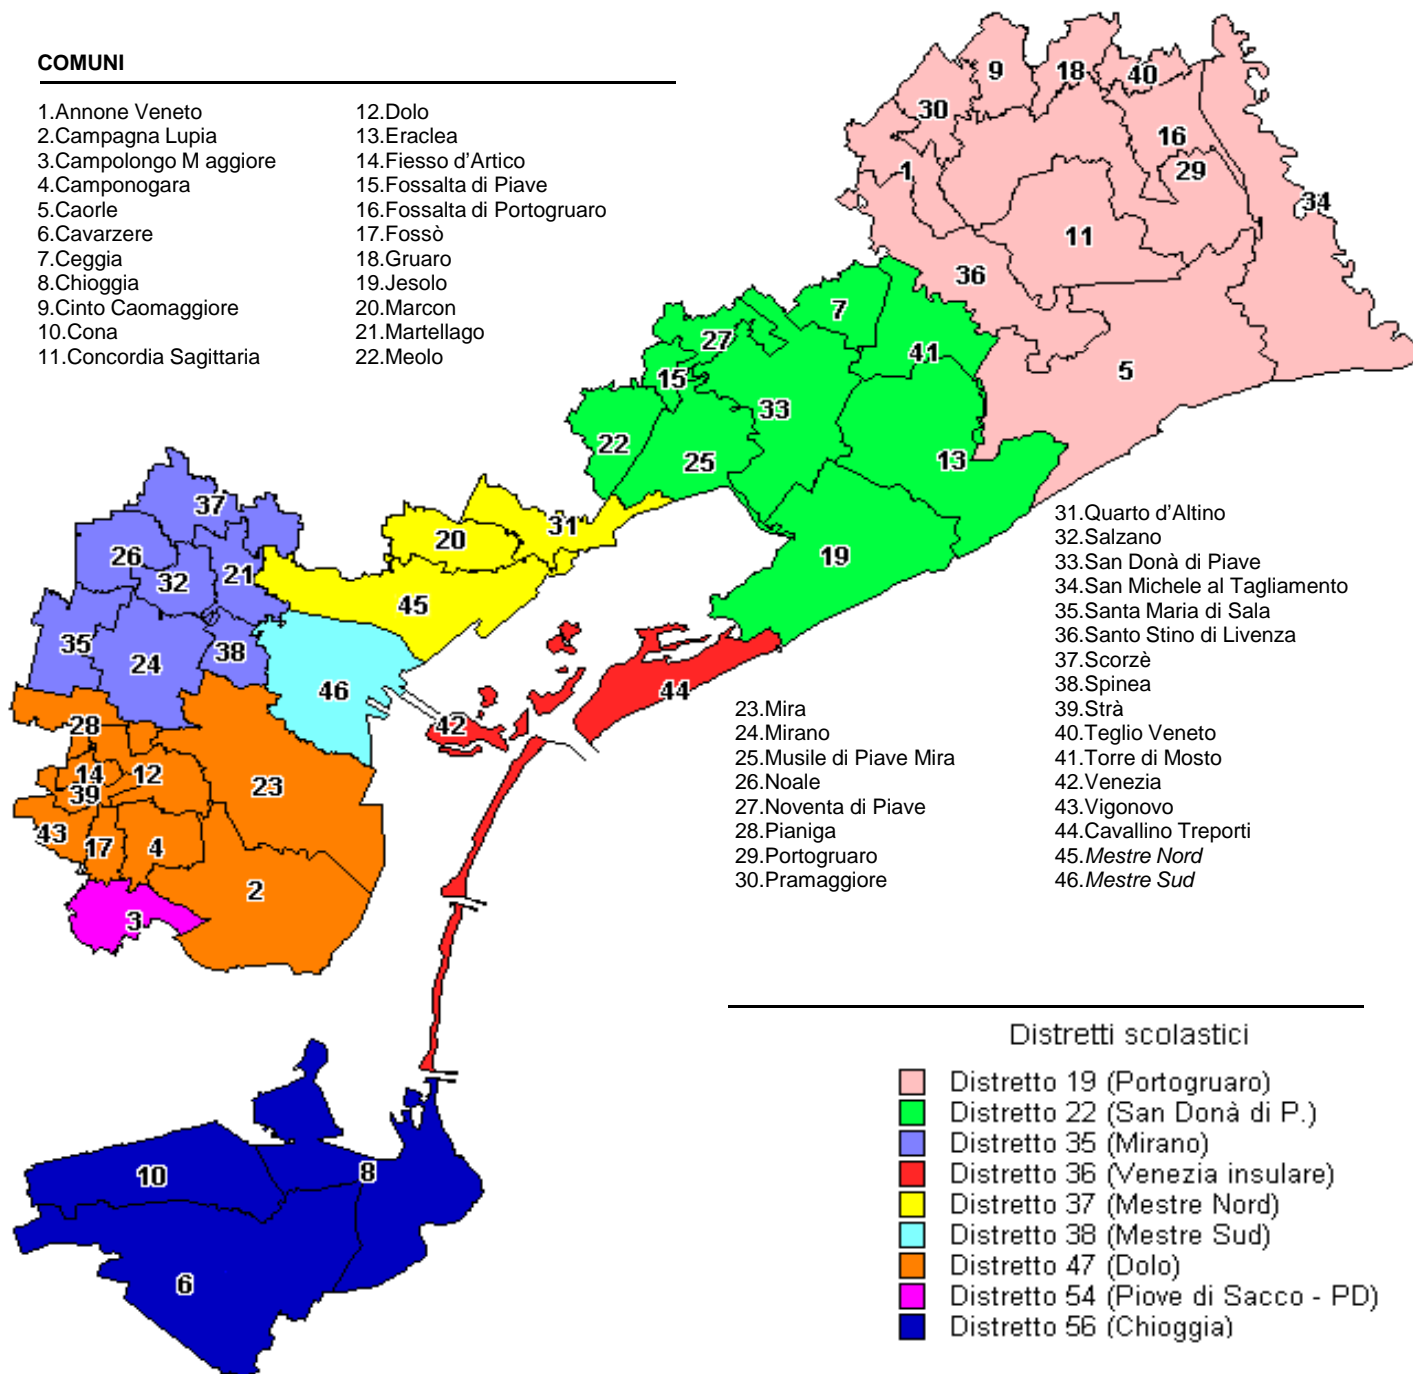 COMUNI
1.Annone Veneto
2.Campagna Lupia
3.Campolongo M aggiore
4.Camponogara
5.Caorle
6.Cavarzere
7.Ceggia
8.Chioggia
9.Cinto Caomaggiore
10.Cona
11.Concordia Sagittaria
12.Dolo
13.Eraclea
14.Fiesso d'Artico
15.Fossalta di Piave
16.Fossalta di Portogruaro
17.Fossò
18.Gruaro
19.Jesolo
20.Marcon
21.Martellago
22.Meolo
9
18
40
30
16
1
29
34
11
36
7
27
41
15
5
33
22
25
13
37
20
31
26
32
21
19
45
35
24
38
46
44
28
42
14
12
39
23
43
17
4
2
3
23.Mira
24.Mirano
25.Musile di Piave Mira
26.Noale
27.Noventa di Piave
28.Pianiga
29.Portogruaro
30.Pramaggiore
31.Quarto d'Altino
32.Salzano
33.San Donà di Piave
34.San Michele al Tagliamento
35.Santa Maria di Sala
36.Santo Stino di Livenza
37.Scorzè
38.Spinea
39.Strà
40.Teglio Veneto
41.Torre di Mosto
42.Venezia
43.Vigonovo
44.Cavallino Treporti
45.Mestre Nord
46.Mestre Sud
10
8
6
Distretti scolastici
Distretto 19 (Portogruaro)
Distretto 22 (San Donà di P.)
Distretto 35 (Mirano)
Distretto 36 (Venezia insulare)
Distretto 37 (Mestre Nord)
Distretto 38 (Mestre Sud)
Distretto 47 (Dolo)
Distretto 54 (Piove di Sacco - PD)
Distretto 56 (Chioggia)